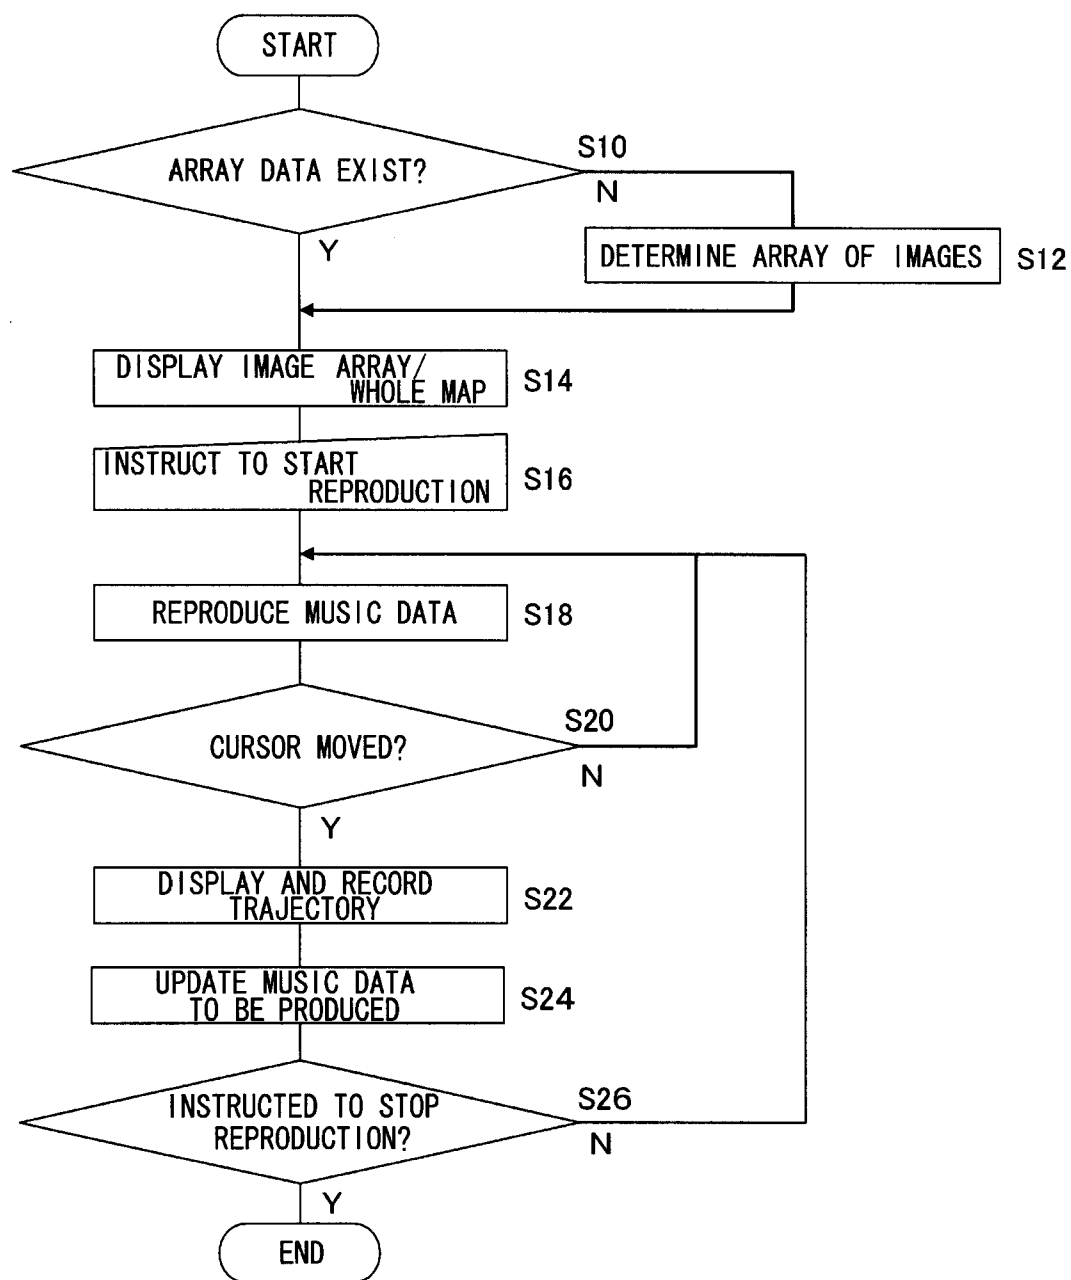 START
ARRAY DATA EXIST?
S10
N
Y
DETERMINE ARRAY OF IMAGES
S12
DISPLAY IMAGE ARRAY/
WHOLE MAP
S14
INSTRUCT TO START
REPRODUCTION
S16
REPRODUCE MUSIC DATA
S18
CURSOR MOVED?
S20
N
Y
DISPLAY AND RECORD
TRAJECTORY
S22
UPDATE MUSIC DATA
TO BE PRODUCED
S24
INSTRUCTED TO STOP
REPRODUCTION?
S26
N
Y
END